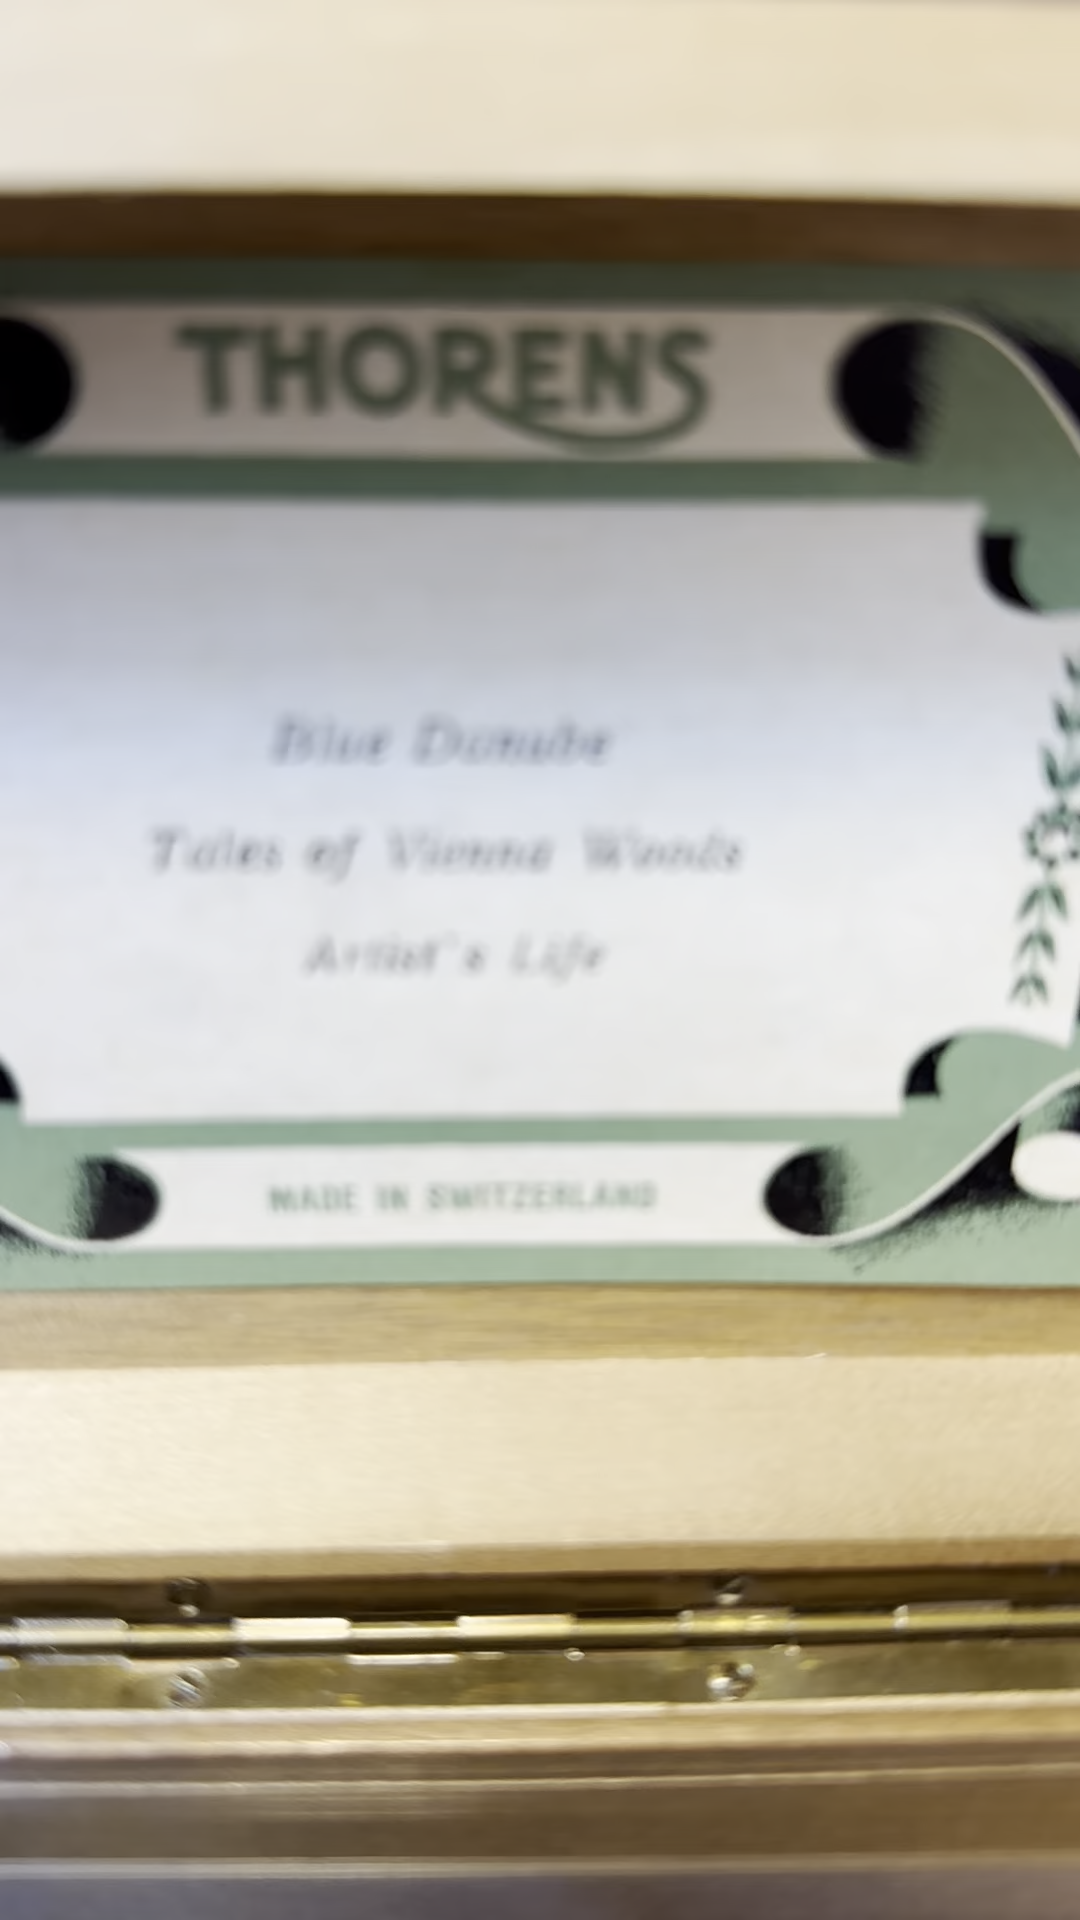 THORENS
Blue Danube
Tales of Vienna Woods
Artist's Life
MADE IN SWITZERLAND